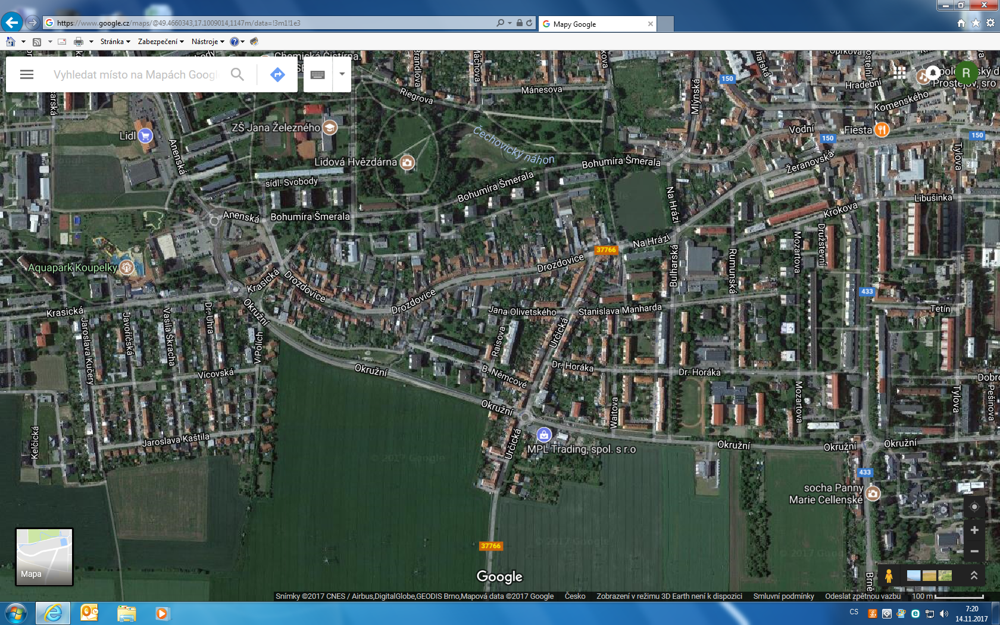 https://www.google.cz/maps/@49.4660343,17.1009014,1147m/data=!3m1!1e3
Mapy Google
Stránka
Zabezpečení
Nástroje
Chemická Čistírna.
Vyhledat místo na Mapách Googl
R
Brandlova
Máchova
Riegrova
Mánesova
Mlýnská
150
Hradební
Prostějov, sro
Komenského
ZŠ Jana Železného
Lidl
Anenská
Lidová Hvězdárna
Čechovický náhon
Bohumíra Šmerala
Vodní
Fiesta
150
150
Tylova
Žeranovská
sídl. Svobody
Bohumíra Šmerala
Na Hrázi
Libušinka
Krokova
Anenská
Bohumíra Šmerala
Na Hrázi
37766
Družstevní
Mozartova
Bulharská
Rumunská
Aquapark Koupelky
Krasická
Drozdovice
Drozdovice
Drozdovice
433
Krasická
Okružní
Jana Olivetského
Stanislava Manharda
Tetín
Dr. Uhra
Vasila Škracha
Javoříčská
Jaroslava Kučery
V Polích
Určická
Raisova
Vícovská
Okružní
B. Němcové
Dr. Horáka
Dr. Horáka
Mozartova
Tylova
Pešinova
Okružní
Waitova
Kelčická
Jaroslava Kaštila
Určická
MPL Trading, spol. s r.o
Okružní
Okružní
Okružní
© 2017 Google
433
socha Panny
Marie Cellenské
37766
© 2017 Google
Mapa
Google
Snímky ©2017 CNES / Airbus,DigitalGlobe,GEODIS Brno,Mapová data ©2017 Google
Česko
Zobrazení v režimu 3D Earth není k dispozici
Smluvní podmínky
Odeslat zpětnou vazbu
100 m
CS
7:20
14.11.2017